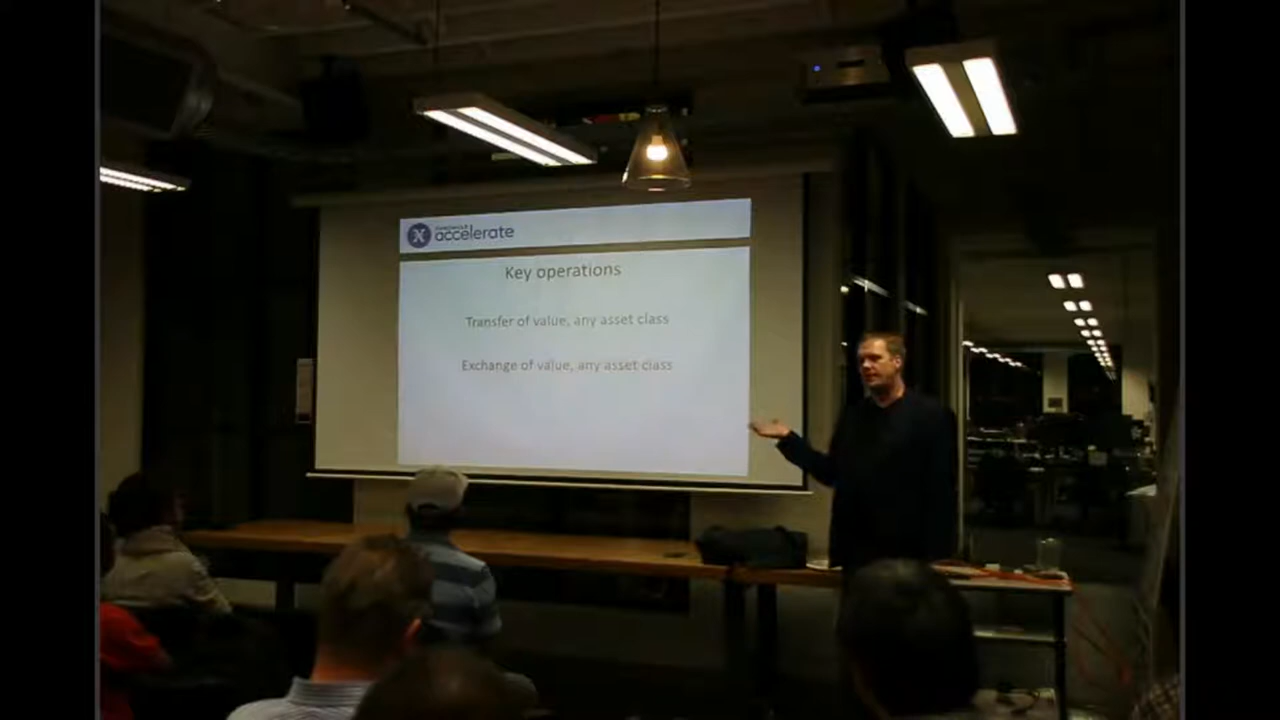 accelerate
Key operations
Transfer of value, any asset class
Exchange of value, any asset class